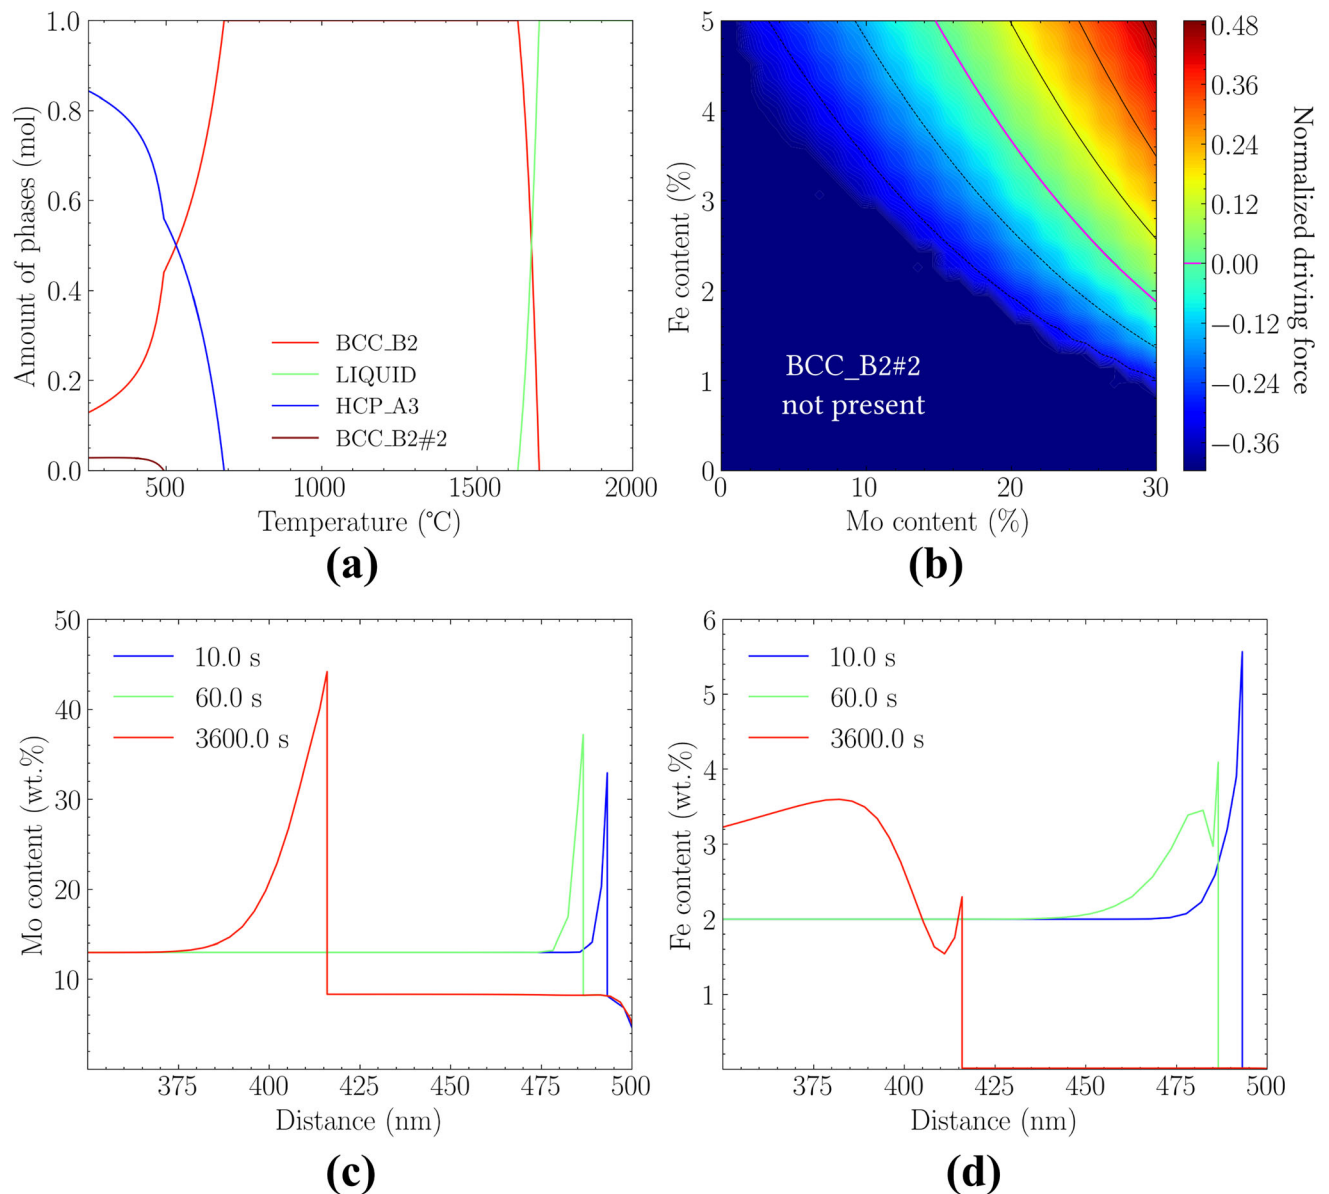 1.0
0.8
0.6
0.4
0.2
0.0
Amount of phases (mol)
BCC_B2
LIQUID
HCP_A3
BCC_B2#2
500
1000
1500
2000
Temperature (°C)
(a)
5
4
3
2
1
0
Fe content (%)
BCC_B2#2
not present
0
10
20
30
Mo content (%)
0.48
0.36
0.24
0.12
0.00
−0.12
−0.24
−0.36
Normalized driving force
(b)
50
40
30
20
10
Mo content (wt.%)
10.0 s
60.0 s
3600.0 s
375
400
425
450
475
500
Distance (nm)
(c)
6
5
4
3
2
1
Fe content (wt.%)
10.0 s
60.0 s
3600.0 s
375
400
425
450
475
500
Distance (nm)
(d)